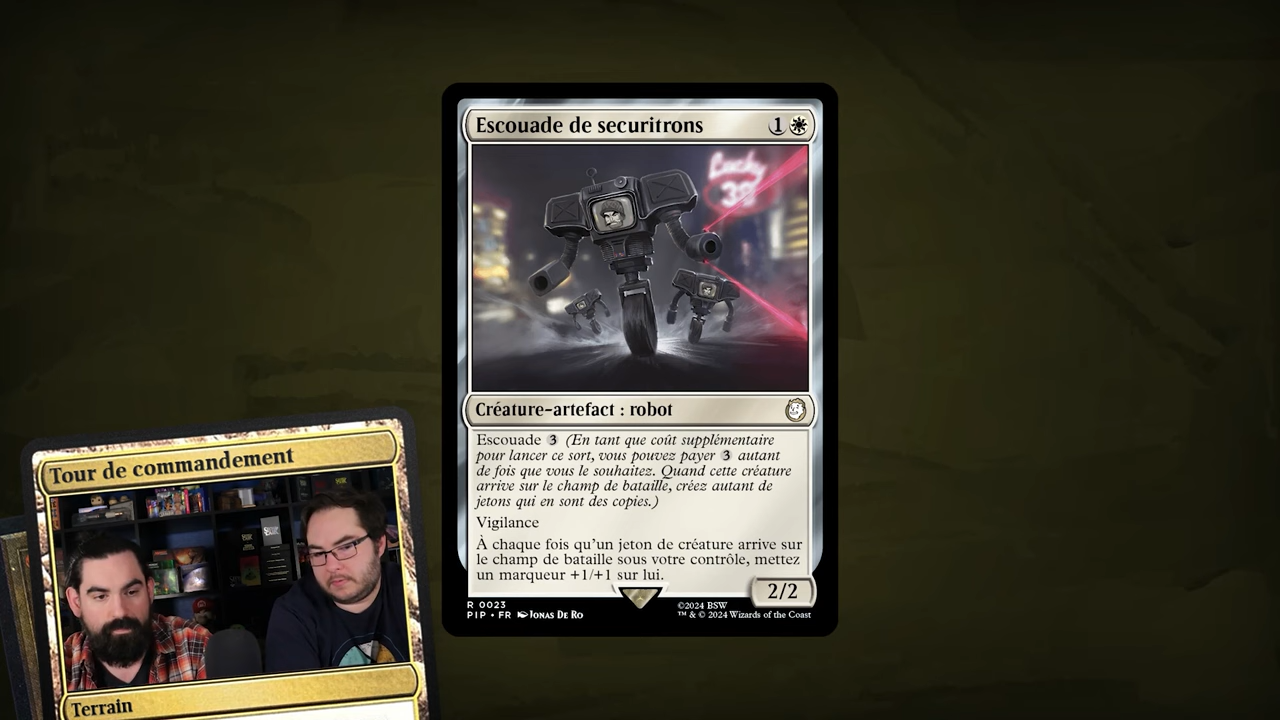 Escouade de securitrons
1
Lucky
38
Créature-artefact : robot
Escouade 3 (En tant que coût supplémentaire
pour lancer ce sort, vous pouvez payer 3 autant
de fois que vous le souhaitez. Quand cette créature
arrive sur le champ de bataille, créez autant de
jetons qui en sont des copies.)
Vigilance
À chaque fois qu'un jeton de créature arrive sur
le champ de bataille sous votre contrôle, mettez
un marqueur +1/+1 sur lui.
2/2
R 0023
PIP • FR JONAS DE RO
©2024 BSW
™ & © 2024 Wizards of the Coast
Tour de commandement
Terrain